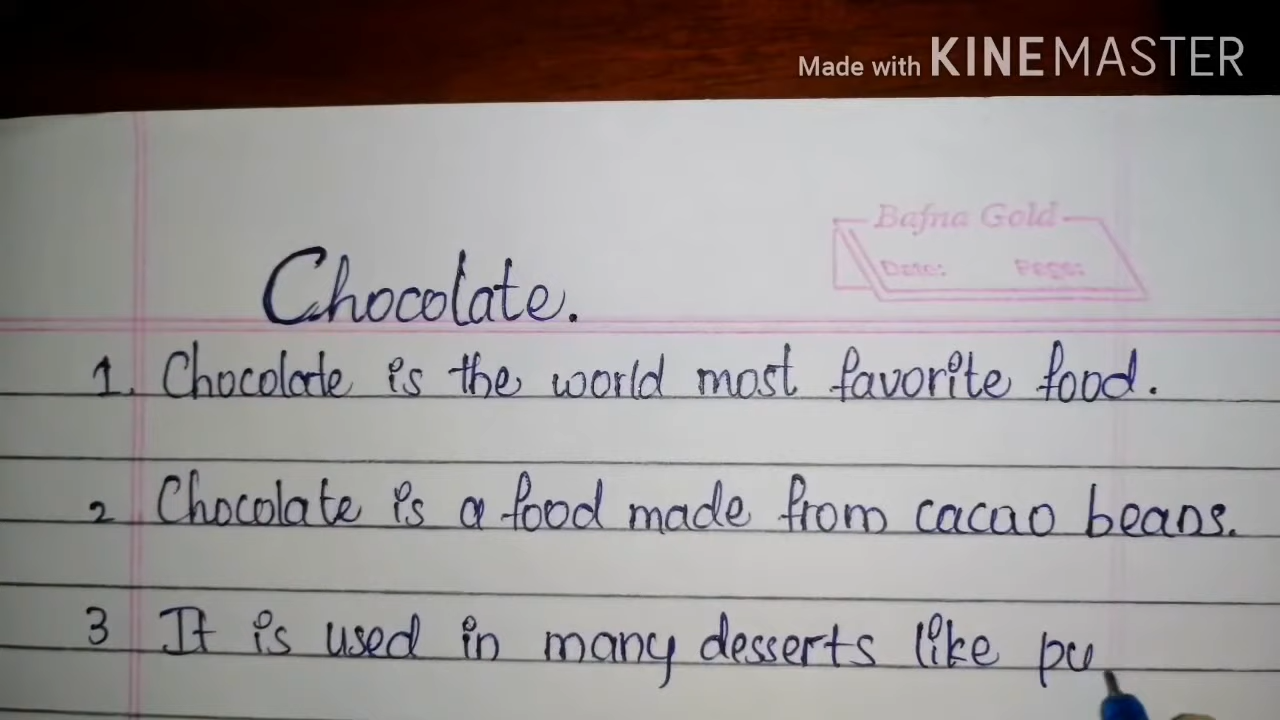 Made with KINEMASTER
Bafna Gold
Date: Page:
Chocolate.
1. Chocolate is the world most favorite food.
2 Chocolate is a food made from cacao beans.
3 It is used in many desserts like pu